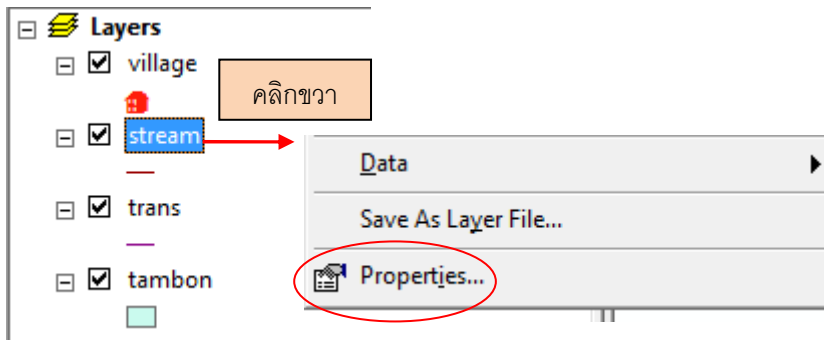 Layers
village
คลิกขวา
stream
Data
trans
Save As Layer File...
Properties...
tambon